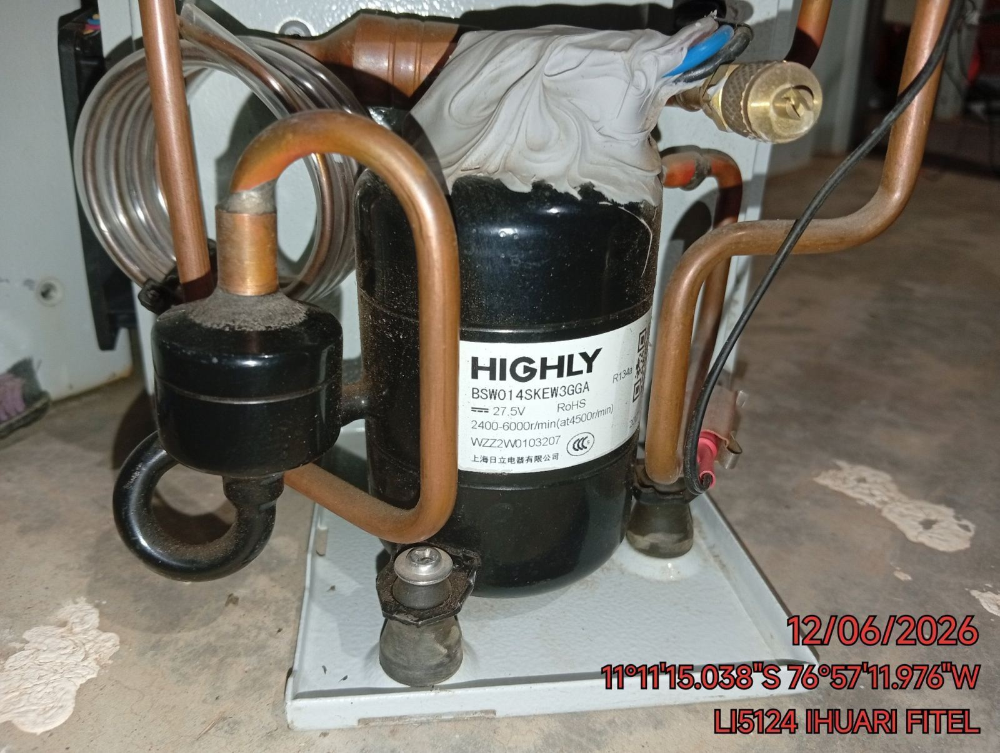 HIGHLY
BSW014SKEW3GGA
R134a
⎓ 27.5V RoHS
2400-6000r/min(at4500r/min)
WZZ2W0103207 CCC S
上海日立电器有限公司
12/06/2026
11°11'15.038"S 76°57'11.976"W
LI5124 IHUARI FITEL